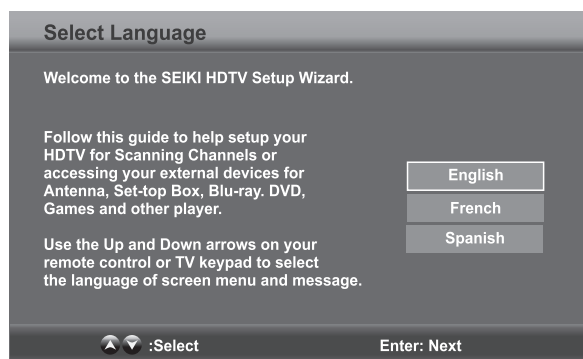 Select Language
Welcome to the SEIKI HDTV Setup Wizard.
Follow this guide to help setup your
HDTV for Scanning Channels or
accessing your external devices for
Antenna, Set-top Box, Blu-ray. DVD,
Games and other player.
Use the Up and Down arrows on your
remote control or TV keypad to select
the language of screen menu and message.
English
French
Spanish
:Select
Enter: Next